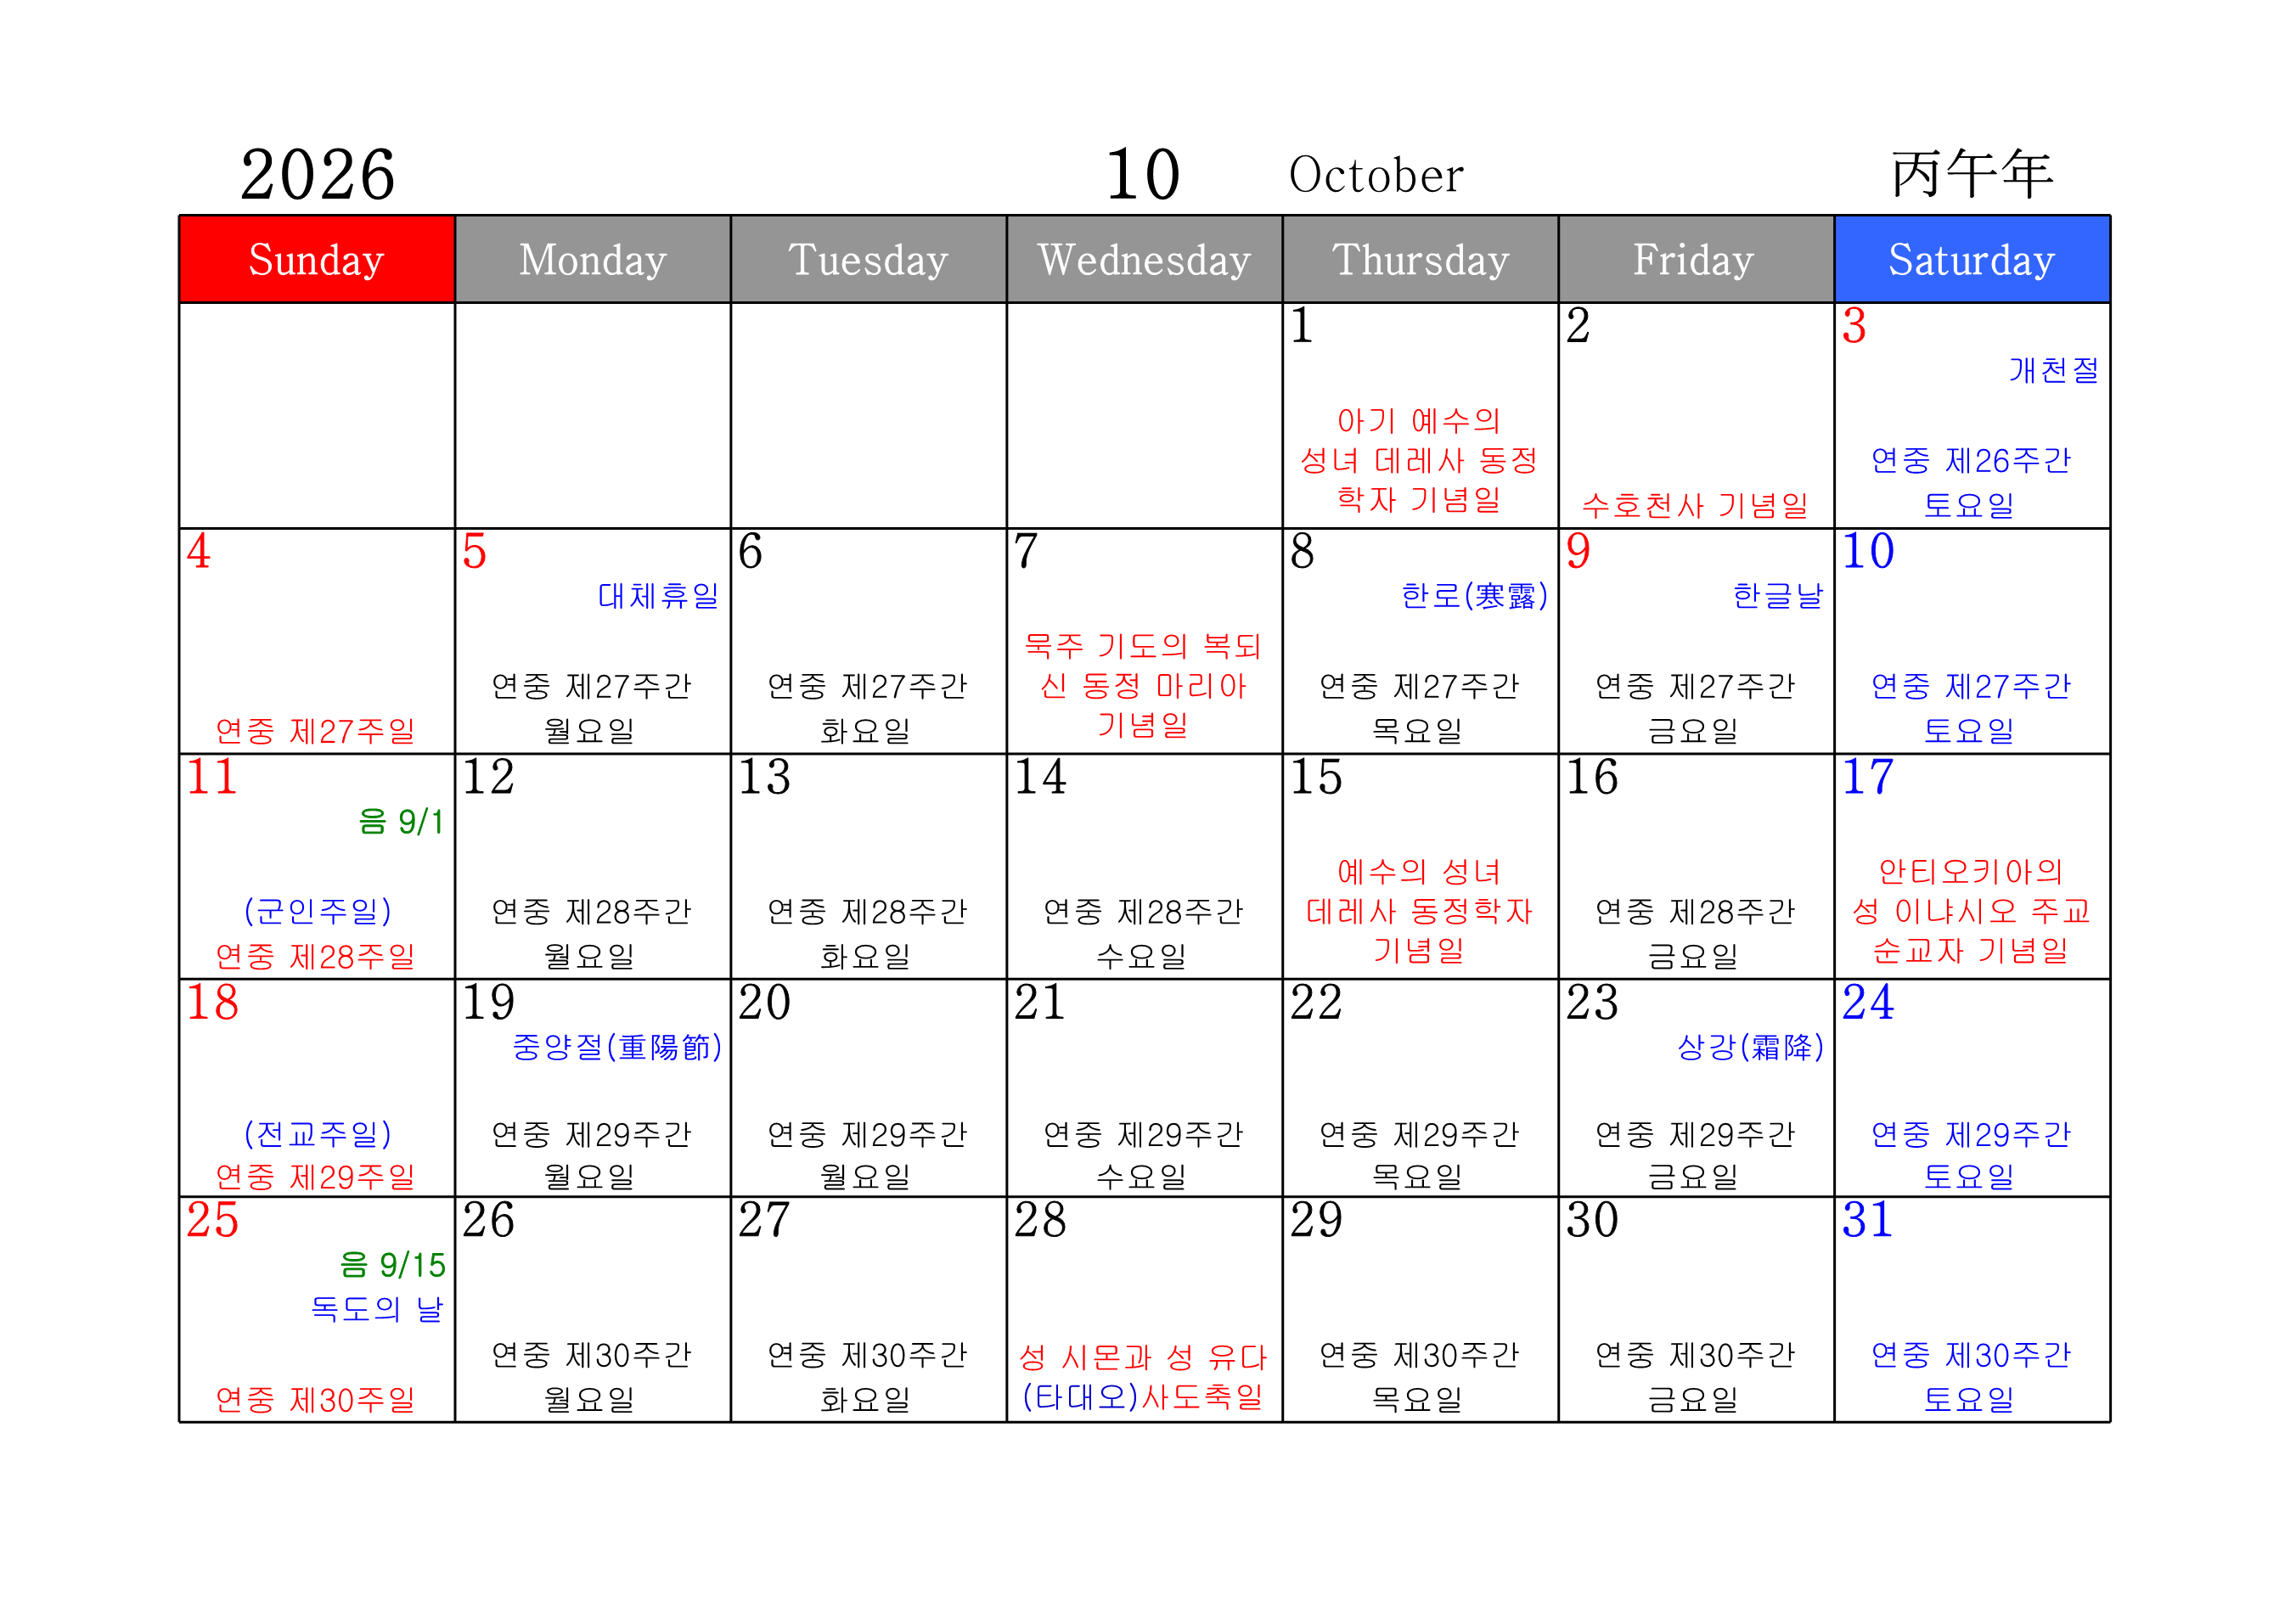 2026 10 October 丙午年
Sunday Monday Tuesday Wednesday Thursday Friday Saturday
1
아기 예수의
성녀 데레사 동정
학자 기념일
2
수호천사 기념일
3
개천절
연중 제26주간
토요일
4
연중 제27주일
5
대체휴일
연중 제27주간
월요일
6
연중 제27주간
화요일
7
묵주 기도의 복되
신 동정 마리아
기념일
8
한로(寒露)
연중 제27주간
목요일
9
한글날
연중 제27주간
금요일
10
연중 제27주간
토요일
11
음 9/1
(군인주일)
연중 제28주일
12
연중 제28주간
월요일
13
연중 제28주간
화요일
14
연중 제28주간
수요일
15
예수의 성녀
데레사 동정학자
기념일
16
연중 제28주간
금요일
17
안티오키아의
성 이냐시오 주교
순교자 기념일
18
(전교주일)
연중 제29주일
19
중양절(重陽節)
연중 제29주간
월요일
20
연중 제29주간
월요일
21
연중 제29주간
수요일
22
연중 제29주간
목요일
23
상강(霜降)
연중 제29주간
금요일
24
연중 제29주간
토요일
25
음 9/15
독도의 날
연중 제30주일
26
연중 제30주간
월요일
27
연중 제30주간
화요일
28
성 시몬과 성 유다
(타대오)사도축일
29
연중 제30주간
목요일
30
연중 제30주간
금요일
31
연중 제30주간
토요일